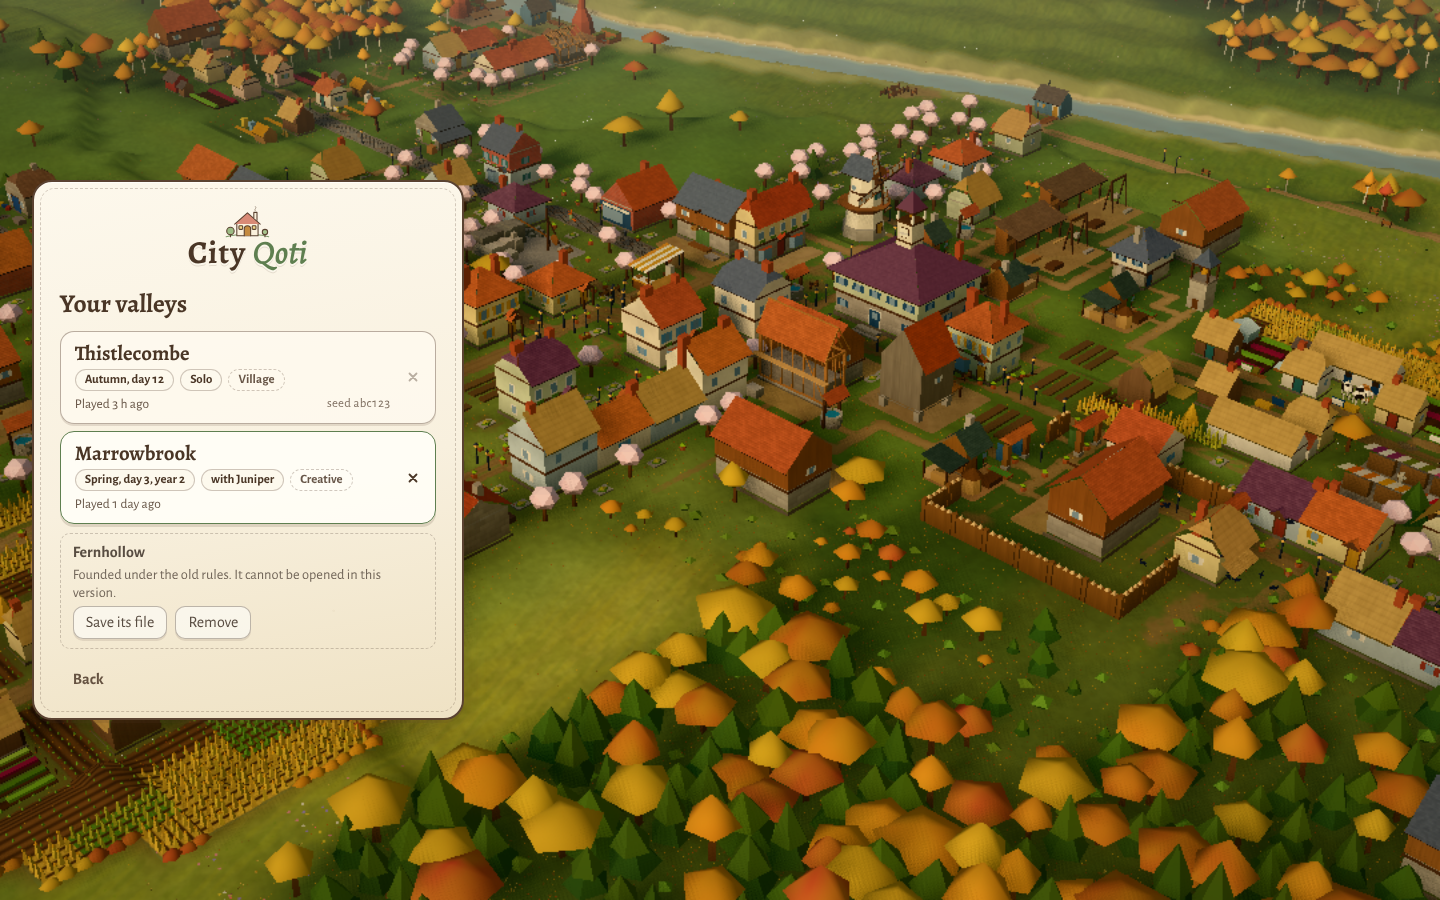 City Qoti
Your valleys
Thistlecombe
Autumn, day 12 Solo Village
Played 3 h ago seed abc123
Marrowbrook
Spring, day 3, year 2 with Juniper Creative
Played 1 day ago
Fernhollow
Founded under the old rules. It cannot be opened in this
version.
Save its file Remove
Back